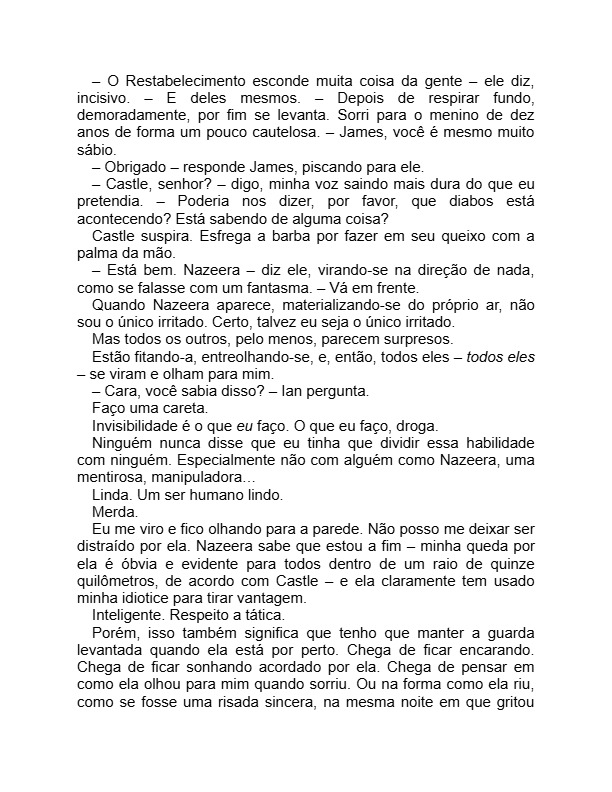 – O Restabelecimento esconde muita coisa da gente – ele diz,
incisivo. – E deles mesmos. – Depois de respirar fundo,
demoradamente, por fim se levanta. Sorri para o menino de dez
anos de forma um pouco cautelosa. – James, você é mesmo muito
sábio.
– Obrigado – responde James, piscando para ele.
– Castle, senhor? – digo, minha voz saindo mais dura do que eu
pretendia. – Poderia nos dizer, por favor, que diabos está
acontecendo? Está sabendo de alguma coisa?
Castle suspira. Esfrega a barba por fazer em seu queixo com a
palma da mão.
– Está bem. Nazeera – diz ele, virando-se na direção de nada,
como se falasse com um fantasma. – Vá em frente.
Quando Nazeera aparece, materializando-se do próprio ar, não
sou o único irritado. Certo, talvez eu seja o único irritado.
Mas todos os outros, pelo menos, parecem surpresos.
Estão fitando-a, entreolhando-se, e, então, todos eles – todos eles
– se viram e olham para mim.
– Cara, você sabia disso? – Ian pergunta.
Faço uma careta.
Invisibilidade é o que eu faço. O que eu faço, droga.
Ninguém nunca disse que eu tinha que dividir essa habilidade
com ninguém. Especialmente não com alguém como Nazeera, uma
mentirosa, manipuladora…
Linda. Um ser humano lindo.
Merda.
Eu me viro e fico olhando para a parede. Não posso me deixar ser
distraído por ela. Nazeera sabe que estou a fim – minha queda por
ela é óbvia e evidente para todos dentro de um raio de quinze
quilômetros, de acordo com Castle – e ela claramente tem usado
minha idiotice para tirar vantagem.
Inteligente. Respeito a tática.
Porém, isso também significa que tenho que manter a guarda
levantada quando ela está por perto. Chega de ficar encarando.
Chega de ficar sonhando acordado por ela. Chega de pensar em
como ela olhou para mim quando sorriu. Ou na forma como ela riu,
como se fosse uma risada sincera, na mesma noite em que gritou